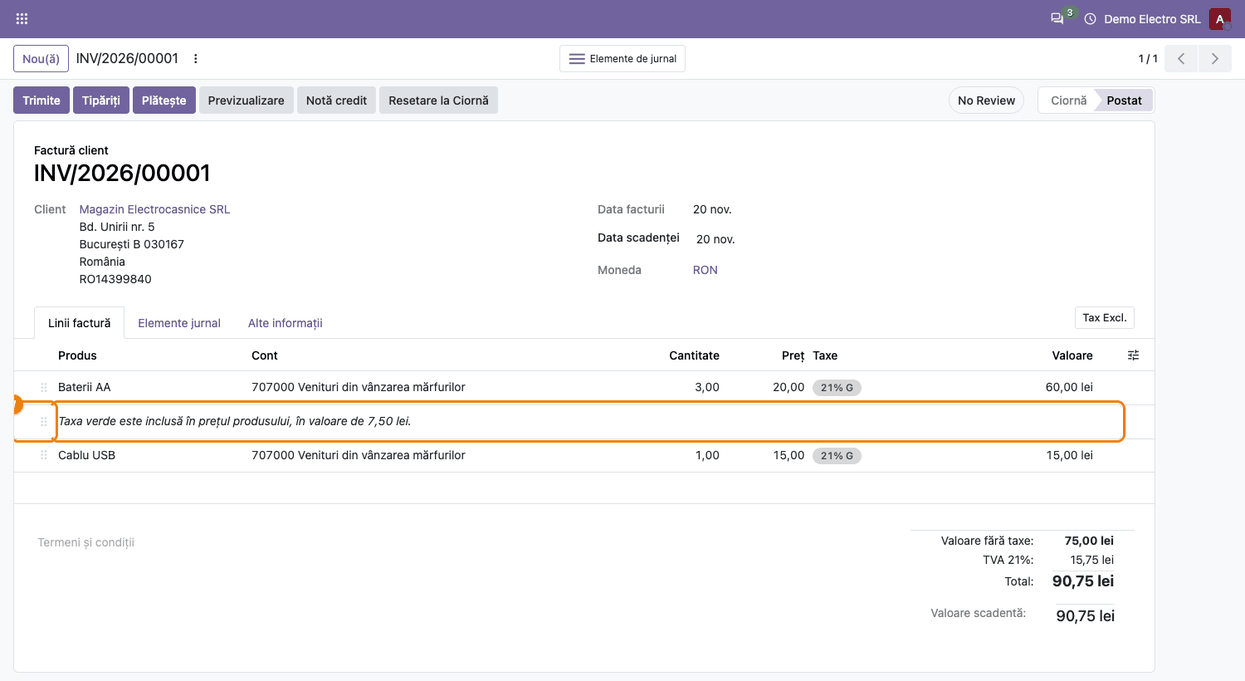 3
Demo Electro SRL
A
Nou(ă)
INV/2026/00001
Elemente de jurnal
1 / 1
Trimite
Tipăriți
Plătește
Previzualizare
Notă credit
Resetare la Ciornă
No Review
Ciornă
Postat
Factură client
INV/2026/00001
Client
Magazin Electrocasnice SRL
Bd. Unirii nr. 5
București B 030167
România
RO14399840
Data facturii
20 nov.
Data scadenței
20 nov.
Moneda
RON
Linii factură
Elemente jurnal
Alte informații
Tax Excl.
Produs Cont Cantitate Preț Taxe Valoare
Baterii AA 707000 Venituri din vânzarea mărfurilor 3,00 20,00 21% G 60,00 lei
Taxa verde este inclusă în prețul produsului, în valoare de 7,50 lei.
Cablu USB 707000 Venituri din vânzarea mărfurilor 1,00 15,00 21% G 15,00 lei
Termeni și condiții
Valoare fără taxe: 75,00 lei
TVA 21%: 15,75 lei
Total: 90,75 lei
Valoare scadentă: 90,75 lei